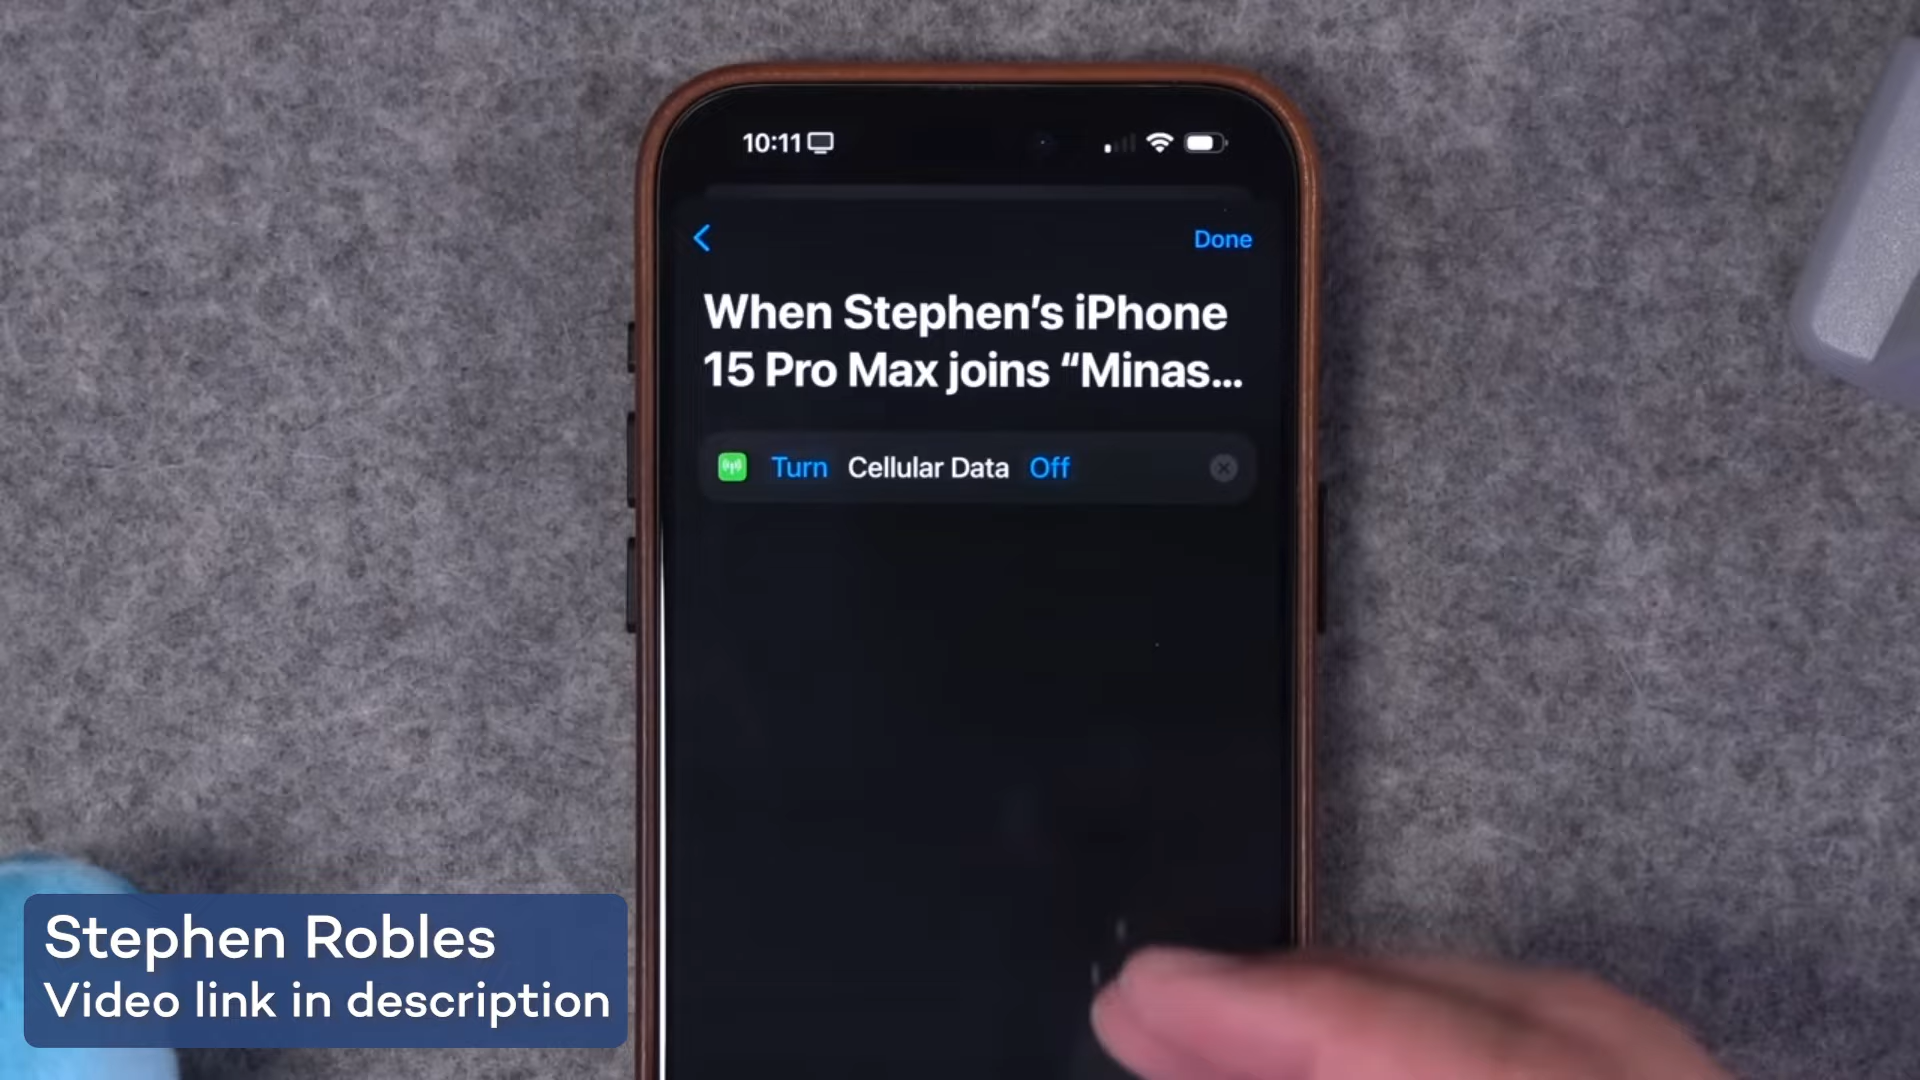 10:11
Done
When Stephen’s iPhone
15 Pro Max joins “Minas...
Turn Cellular Data Off
Stephen Robles
Video link in description